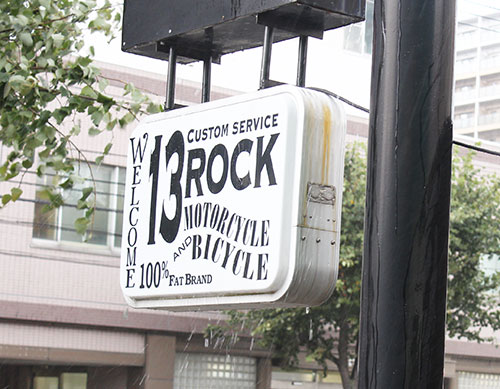 WELCOME
CUSTOM SERVICE
13 ROCK
MOTORCYCLE
AND
BICYCLE
100% FAT BRAND